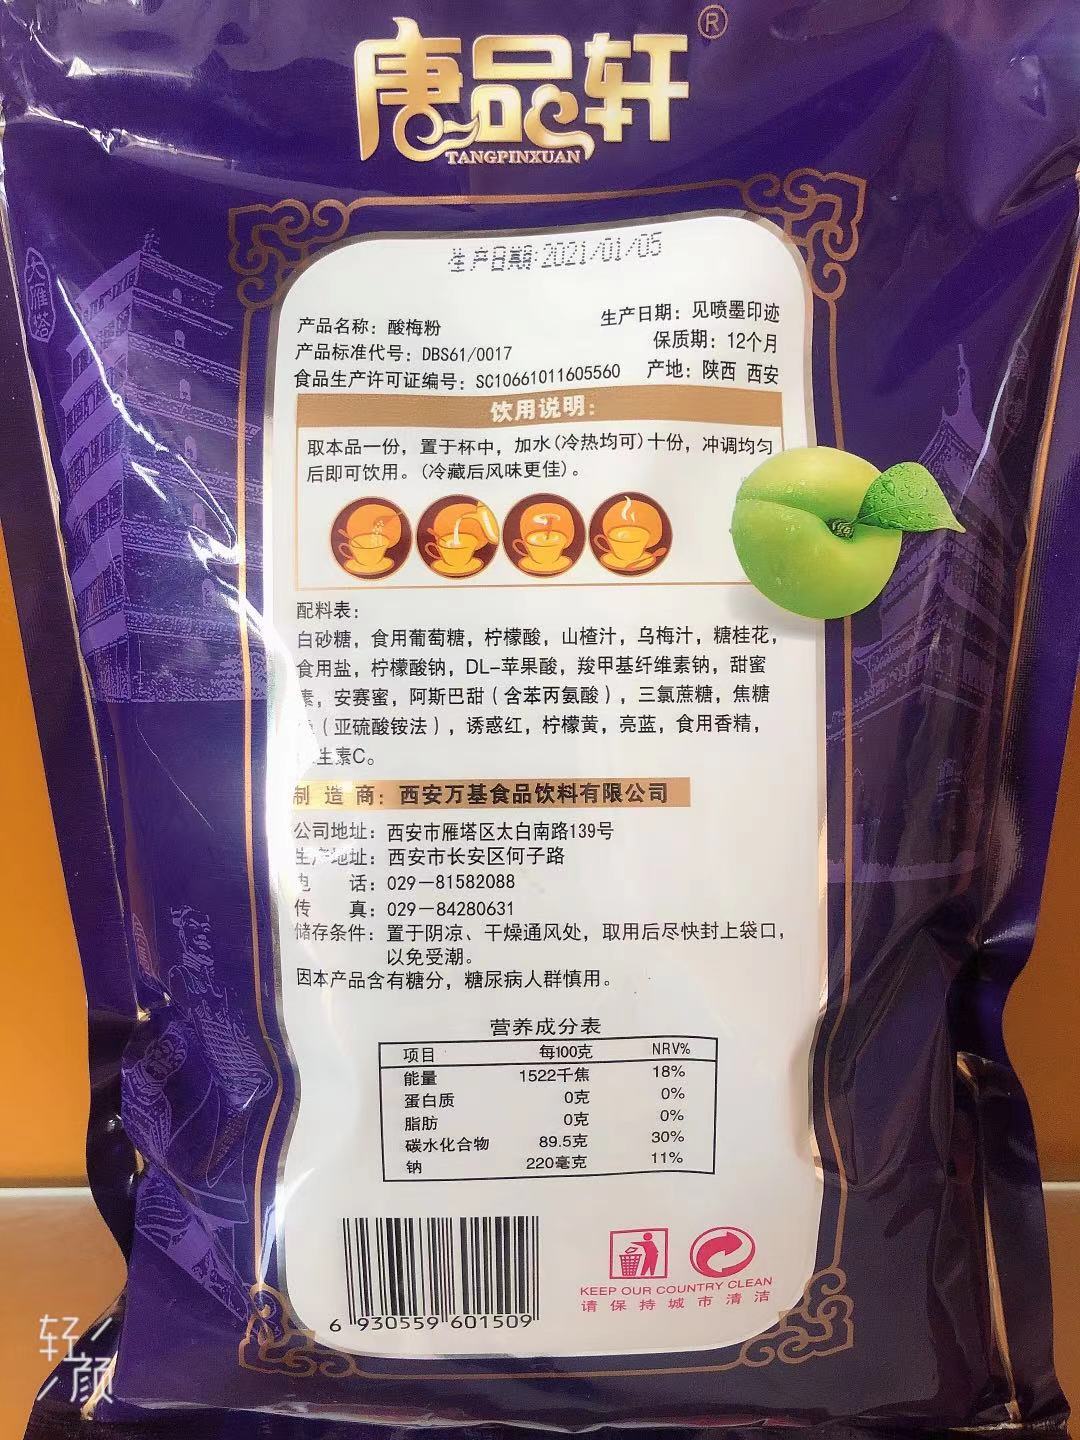 唐品轩®
TANGPINXUAN
大雁塔
生产日期:2021/01/05
产品名称：酸梅粉
生产日期：见喷墨印迹
产品标准代号：DBS61/0017
保质期：12个月
食品生产许可证编号：SC10661011605560
产地：陕西 西安
饮用说明：
取本品一份，置于杯中，加水(冷热均可)十份，冲调均匀
后即可饮用。(冷藏后风味更佳)。
配料表：
白砂糖，食用葡萄糖，柠檬酸，山楂汁，乌梅汁，糖桂花，
食用盐，柠檬酸钠，DL-苹果酸，羧甲基纤维素钠，甜蜜
素，安赛蜜，阿斯巴甜（含苯丙氨酸），三氯蔗糖，焦糖
（亚硫酸铵法），诱惑红，柠檬黄，亮蓝，食用香精，
生素C。
制 造 商：西安万基食品饮料有限公司
公司地址：西安市雁塔区太白南路139号
生产地址：西安市长安区何子路
电 话：029－81582088
传 真：029－84280631
储存条件：置于阴凉、干燥通风处，取用后尽快封上袋口，
以免受潮。
因本产品含有糖分，糖尿病人群慎用。
营养成分表
项目 每100克 NRV%
能量 1522千焦 18%
蛋白质 0克 0%
脂肪 0克 0%
碳水化合物 89.5克 30%
钠 220毫克 11%
6 930559 601509
KEEP OUR COUNTRY CLEAN
请保持城市清洁
轻颜